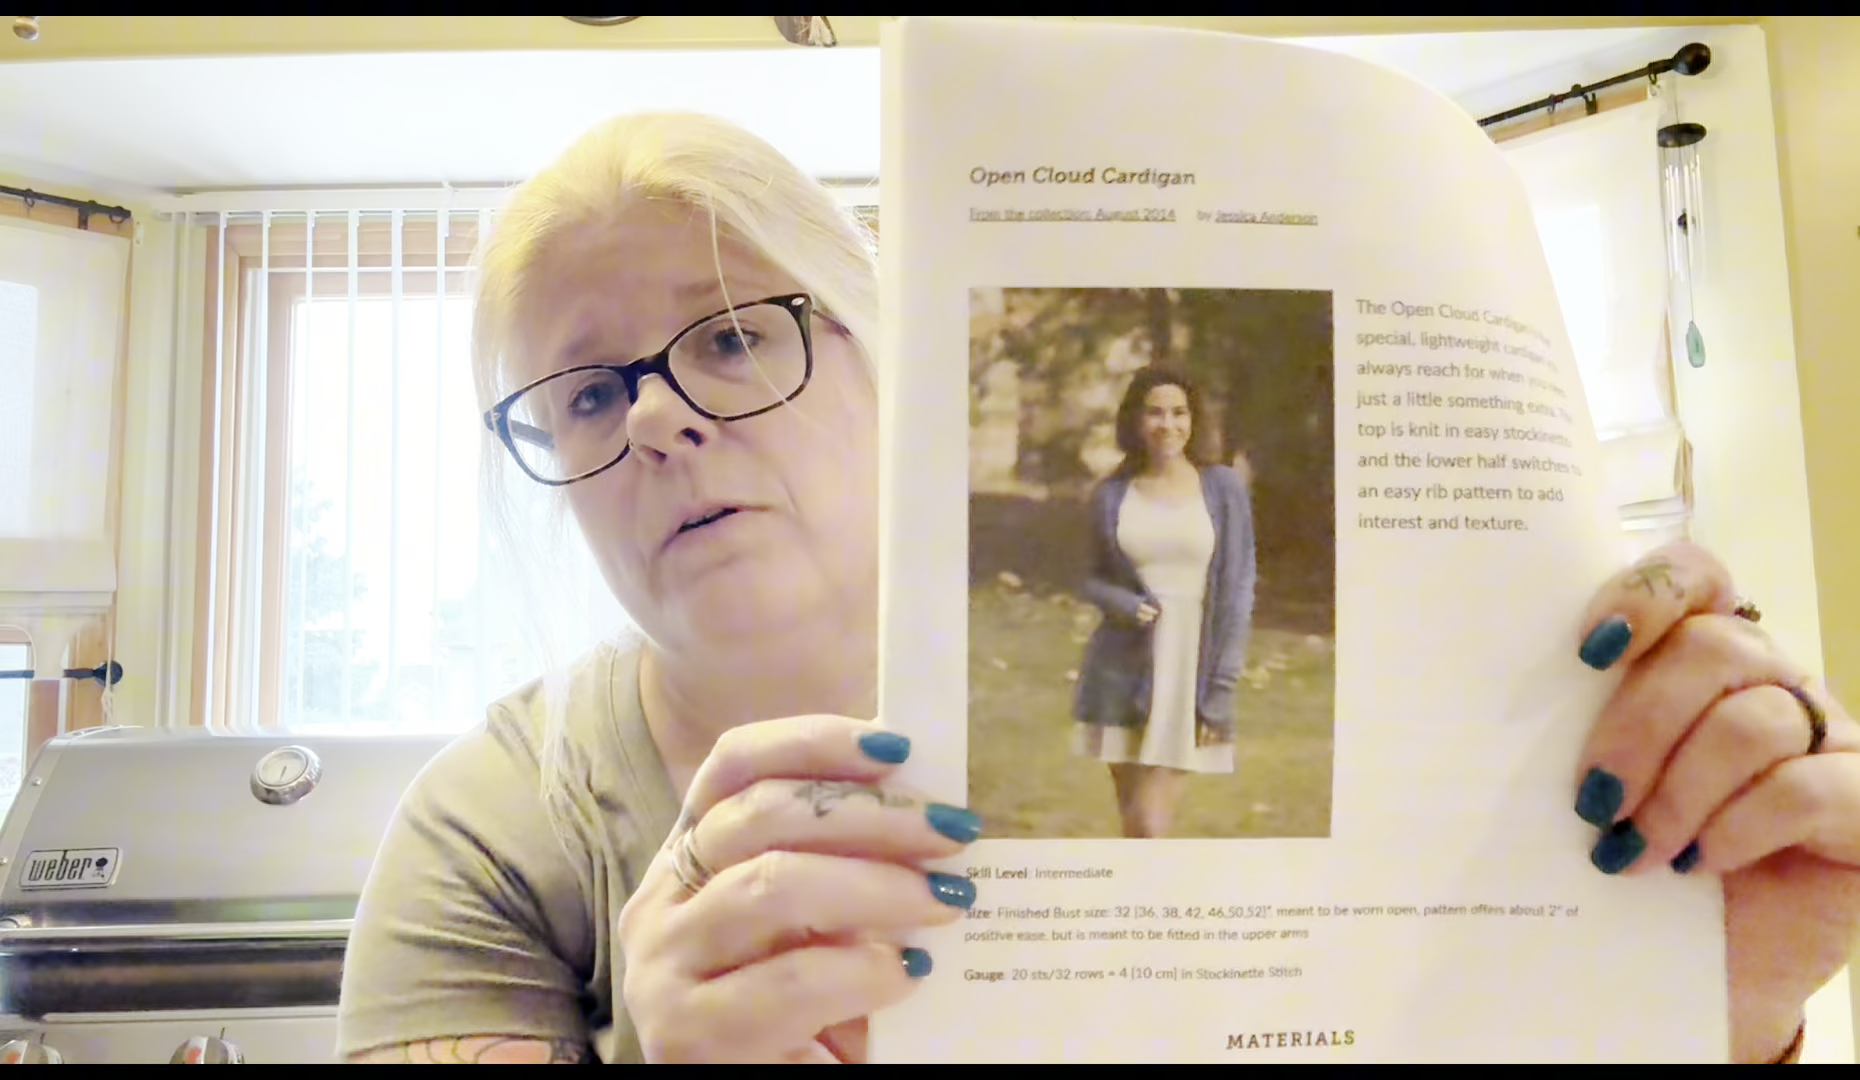 Open Cloud Cardigan
From the collection: August 2014 by Jessica Anderson
The Open Cloud
special, lightweight
always reach for when
just a little something
top is knit in easy stockinette
and the lower half switches to
an easy rib pattern to add
interest and texture.
Skill Level: Intermediate
Size: Finished Bust size: 32 [36, 38, 42, 46,50,52]", meant to be worn open, pattern offers about 2" of
positive ease, but is meant to be fitted in the upper arms
Gauge: 20 sts/32 rows = 4 [10 cm] in Stockinette Stitch
MATERIALS
weber